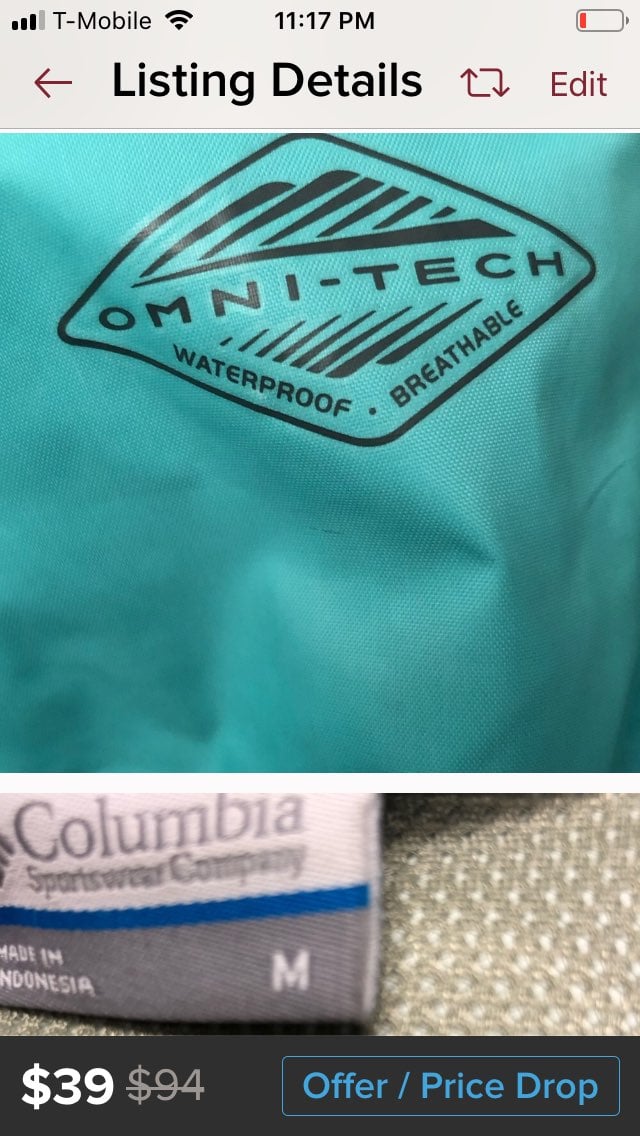 T-Mobile 11:17 PM
Listing Details Edit
OMNI-TECH
WATERPROOF · BREATHABLE
Columbia
Sportswear Company
MADE IN
NDONESIA
M
$39 $94 Offer / Price Drop